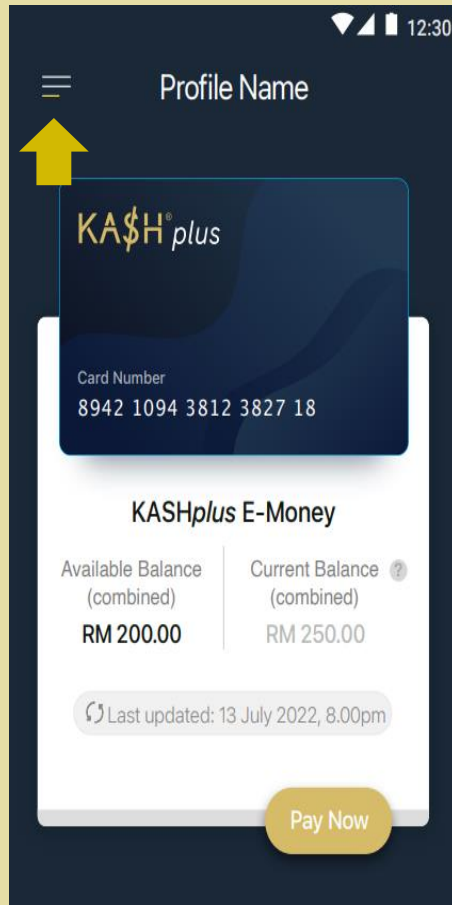 12:30
Profile Name
KA$H® plus
Card Number
8942 1094 3812 3827 18
KASHplus E-Money
Available Balance (combined)
Current Balance ? (combined)
RM 200.00
RM 250.00
Last updated: 13 July 2022, 8.00pm
Pay Now